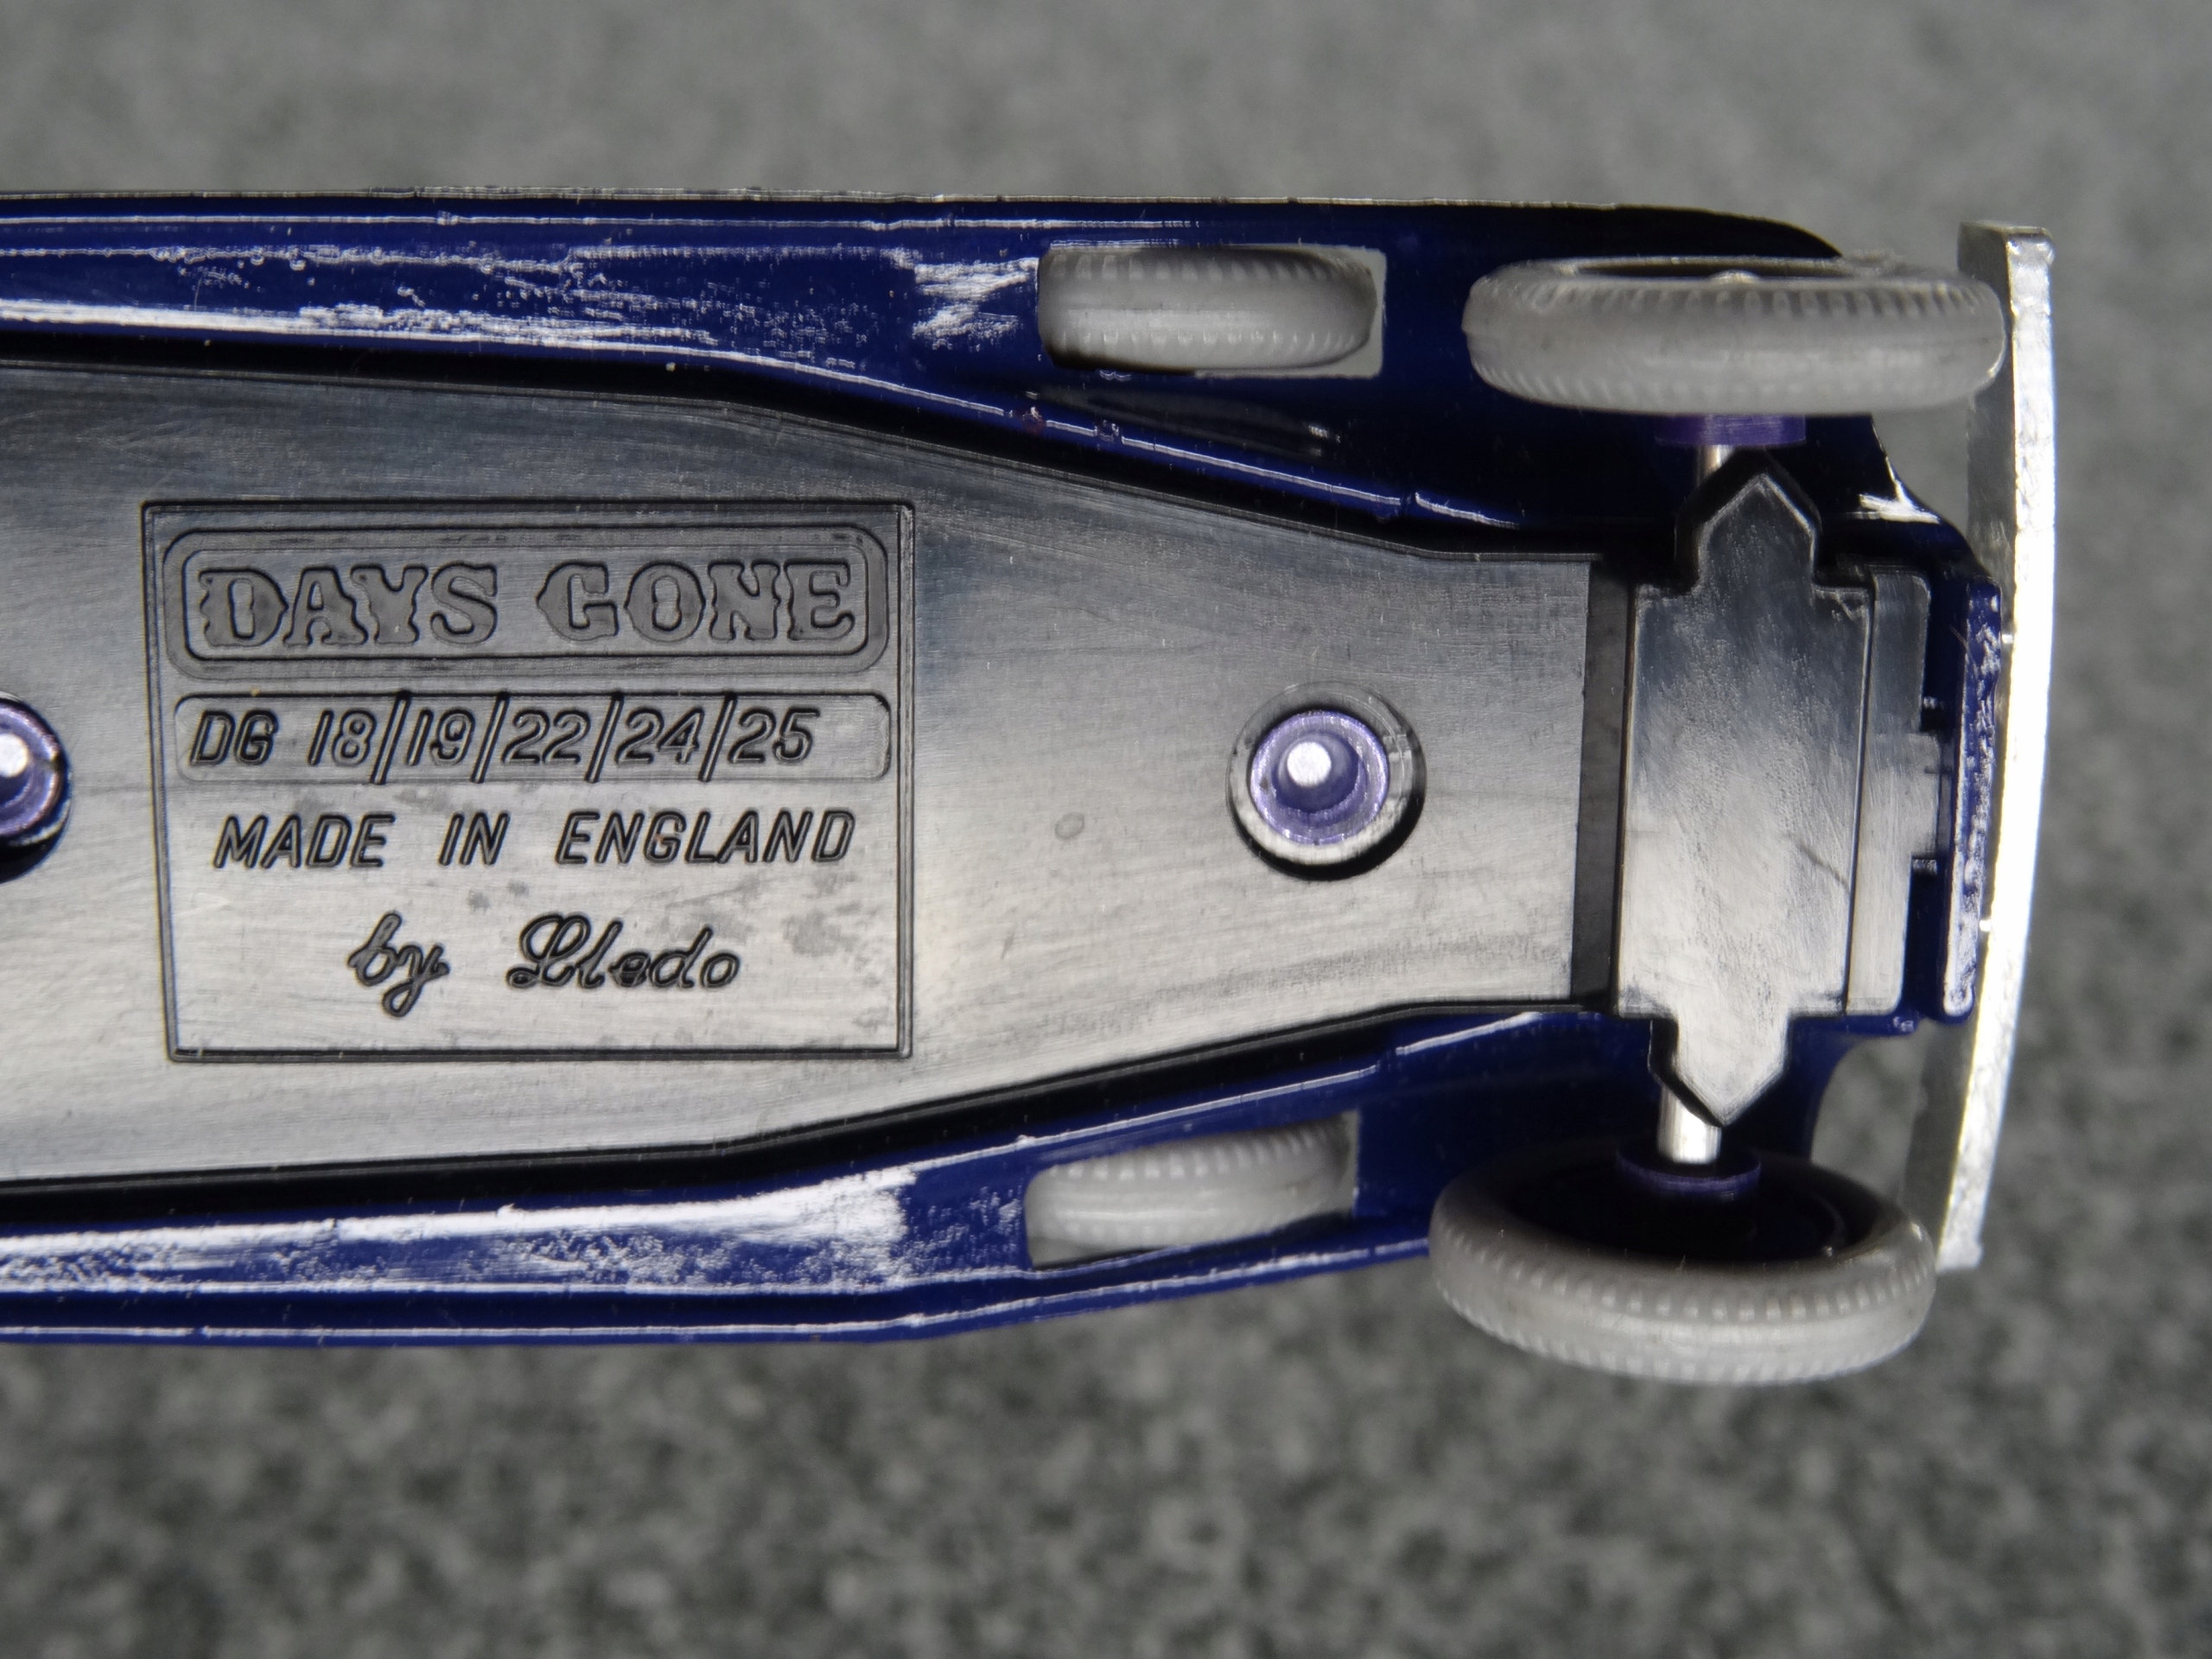 DAYS GONE
DG 18/19/22/24/25
MADE IN ENGLAND
by Lledo